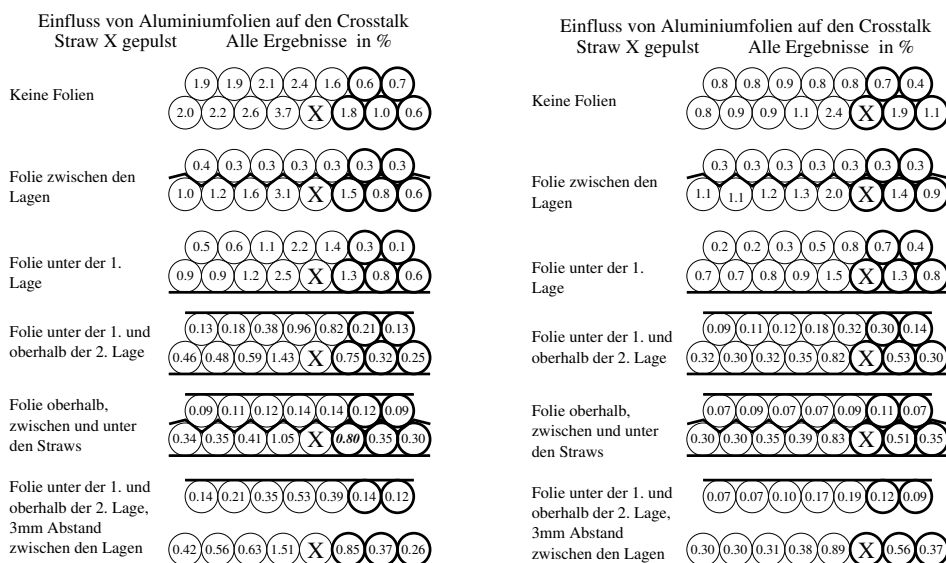 Einfluss von Aluminiumfolien auf den Crosstalk
Straw X gepulst Alle Ergebnisse in %
Keine Folien
1.9 1.9 2.1 2.4 1.6 0.6 0.7
2.0 2.2 2.6 3.7 X 1.8 1.0 0.6
Folie zwischen den
Lagen
0.4 0.3 0.3 0.3 0.3 0.3 0.3
1.0 1.2 1.6 3.1 X 1.5 0.8 0.6
Folie unter der 1.
Lage
0.5 0.6 1.1 2.2 1.4 0.3 0.1
0.9 0.9 1.2 2.5 X 1.3 0.8 0.6
Folie unter der 1. und
oberhalb der 2. Lage
0.13 0.18 0.38 0.96 0.82 0.21 0.13
0.46 0.48 0.59 1.43 X 0.75 0.32 0.25
Folie oberhalb,
zwischen und unter
den Straws
0.09 0.11 0.12 0.14 0.14 0.12 0.09
0.34 0.35 0.41 1.05 X 0.80 0.35 0.30
Folie unter der 1. und
oberhalb der 2. Lage,
3mm Abstand
zwischen den Lagen
0.14 0.21 0.35 0.53 0.39 0.14 0.12
0.42 0.56 0.63 1.51 X 0.85 0.37 0.26
Einfluss von Aluminiumfolien auf den Crosstalk
Straw X gepulst Alle Ergebnisse in %
Keine Folien
0.8 0.8 0.9 0.8 0.8 0.7 0.4
0.8 0.9 0.9 1.1 2.4 X 1.9 1.1
Folie zwischen den
Lagen
0.3 0.3 0.3 0.3 0.3 0.3 0.3
1.1 1.1 1.2 1.3 2.0 X 1.4 0.9
Folie unter der 1.
Lage
0.2 0.2 0.3 0.5 0.8 0.7 0.4
0.7 0.7 0.8 0.9 1.5 X 1.3 0.8
Folie unter der 1. und
oberhalb der 2. Lage
0.09 0.11 0.12 0.18 0.32 0.30 0.14
0.32 0.30 0.32 0.35 0.82 X 0.53 0.30
Folie oberhalb,
zwischen und unter
den Straws
0.07 0.09 0.07 0.07 0.09 0.11 0.07
0.30 0.30 0.35 0.39 0.83 X 0.51 0.35
Folie unter der 1. und
oberhalb der 2. Lage,
3mm Abstand
zwischen den Lagen
0.07 0.07 0.10 0.17 0.19 0.12 0.09
0.30 0.30 0.31 0.38 0.89 X 0.56 0.37